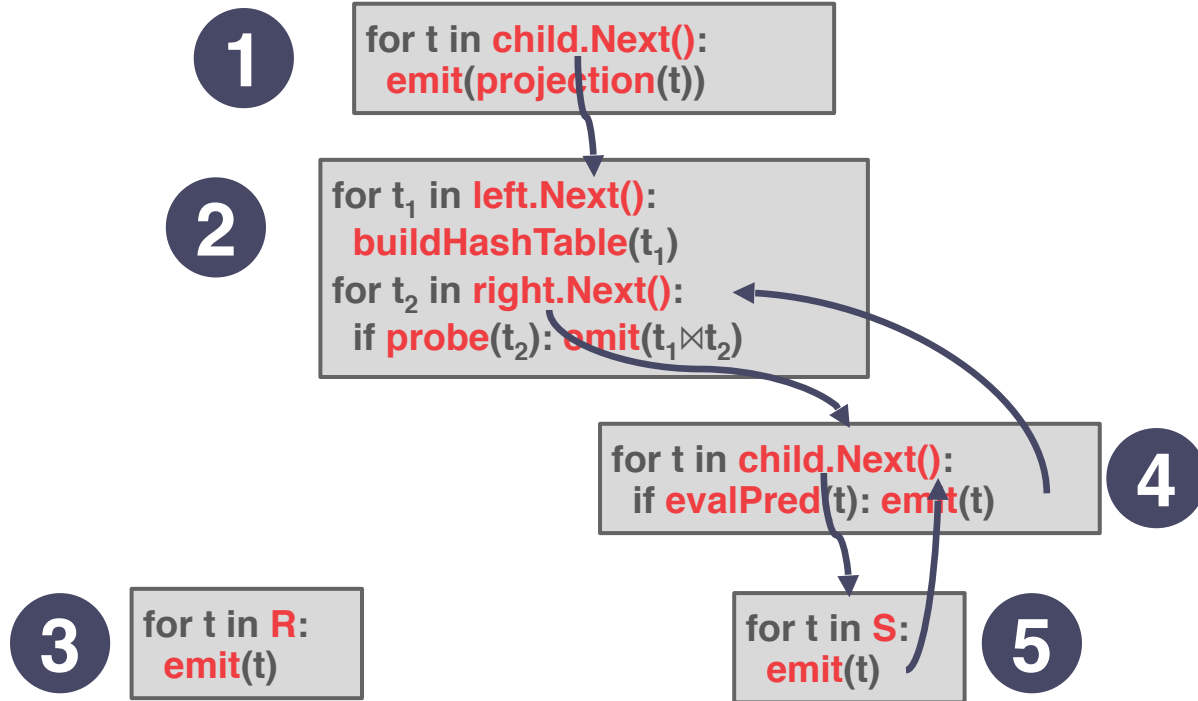 1
for t in child.Next():
emit(projection(t))
2
for t₁ in left.Next():
buildHashTable(t₁)
for t₂ in right.Next():
if probe(t₂): emit(t₁⨝t₂)
for t in child.Next():
if evalPred(t): emit(t)
4
3
for t in R:
emit(t)
for t in S:
emit(t)
5